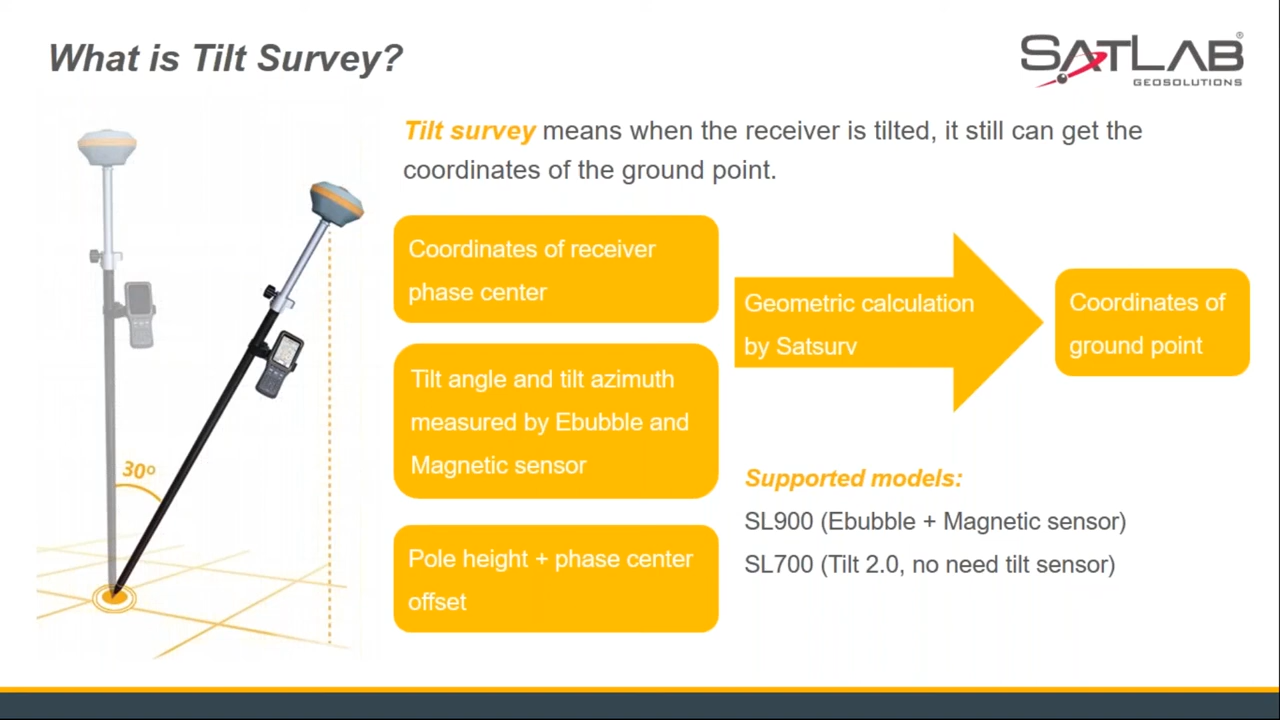 What is Tilt Survey?
SATLAB®
GEOSOLUTIONS
Tilt survey means when the receiver is tilted, it still can get the
coordinates of the ground point.
Coordinates of receiver
phase center
Tilt angle and tilt azimuth
measured by Ebubble and
Magnetic sensor
Pole height + phase center
offset
Geometric calculation
by Satsurv
Coordinates of
ground point
Supported models:
SL900 (Ebubble + Magnetic sensor)
SL700 (Tilt 2.0, no need tilt sensor)
30º